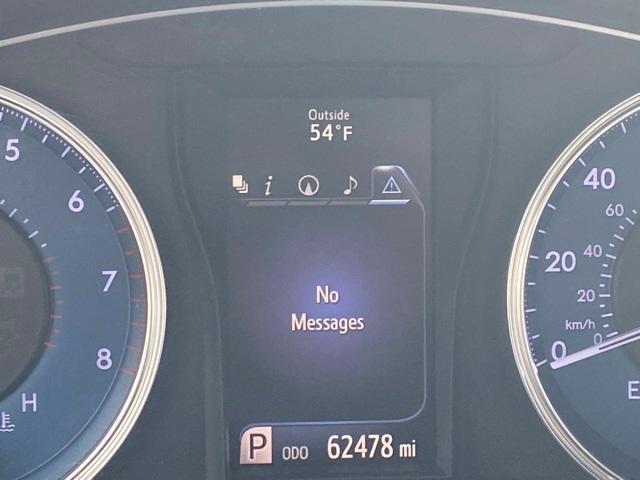 Outside
54°F
i
No
Messages
P ODO 62478 mi
5
6
7
8
H
40
20
0
60
40
20
km/h
0
E